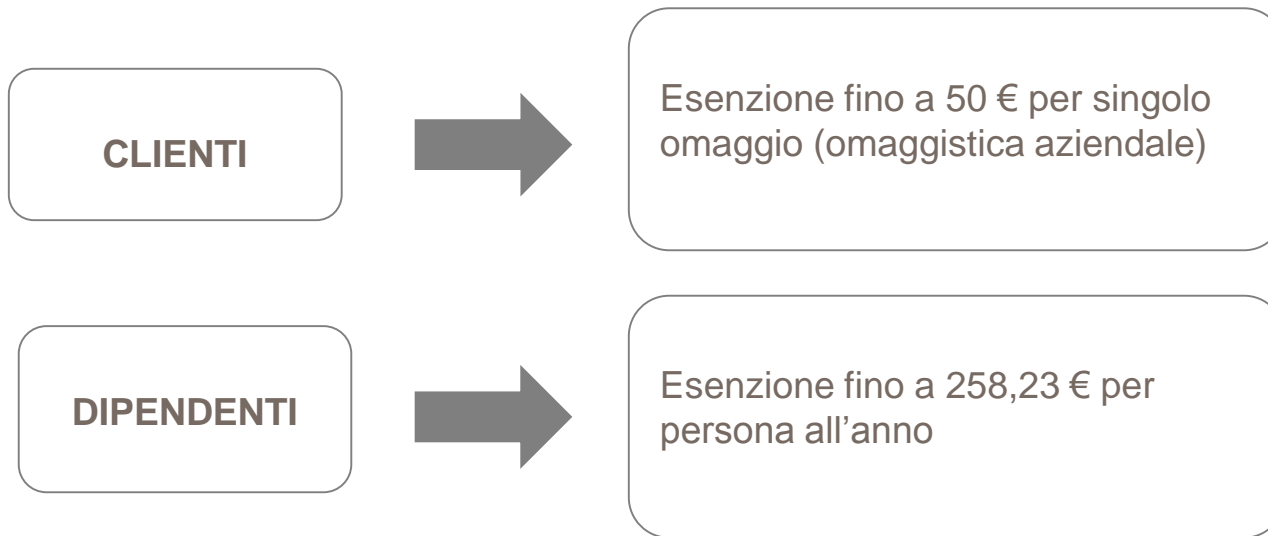 CLIENTI
Esenzione fino a 50 € per singolo
omaggio (omaggistica aziendale)
DIPENDENTI
Esenzione fino a 258,23 € per
persona all’anno